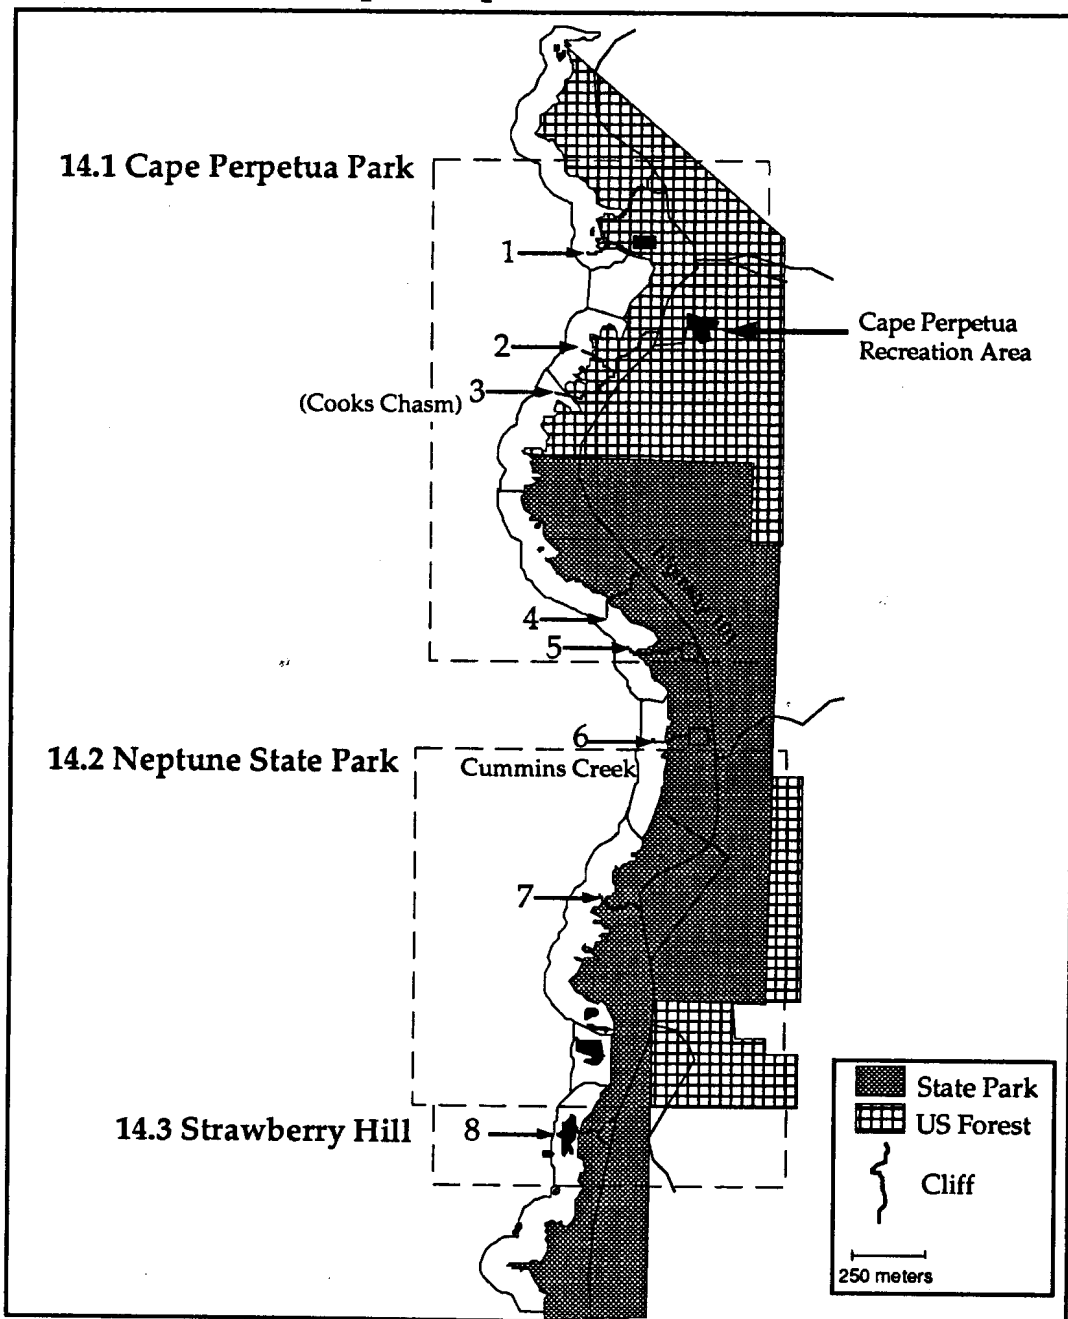 14.1 Cape Perpetua Park
1
2
(Cooks Chasm) 3
Cape Perpetua
Recreation Area
4
5
6
14.2 Neptune State Park
Cummins Creek
7
14.3 Strawberry Hill
8
State Park
US Forest
Cliff
250 meters